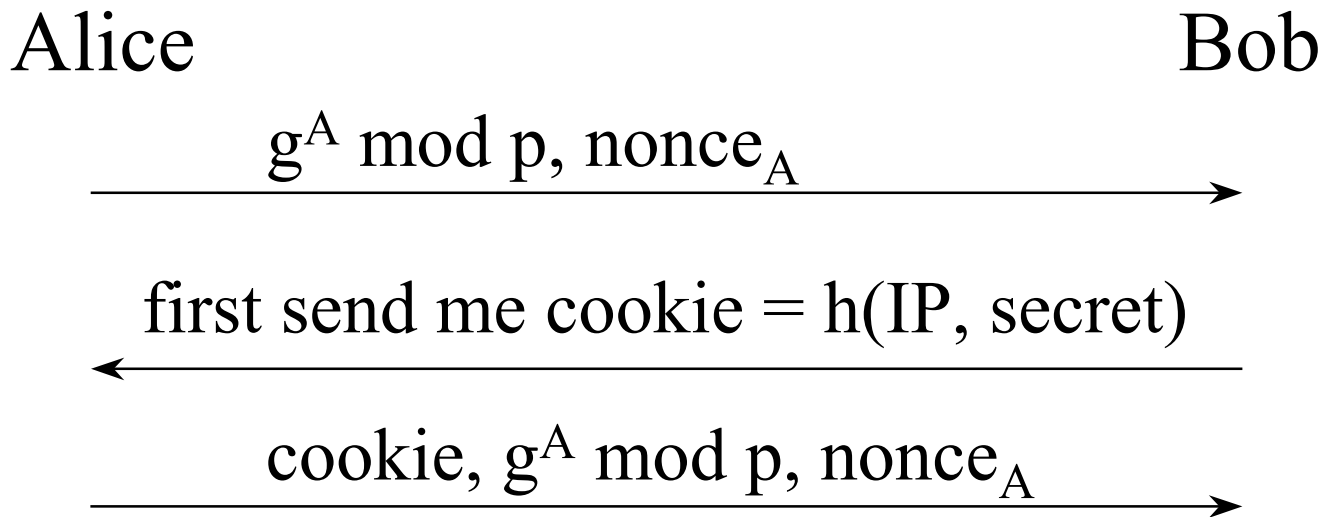 Alice Bob
g^A mod p, nonce_A
first send me cookie = h(IP, secret)
cookie, g^A mod p, nonce_A